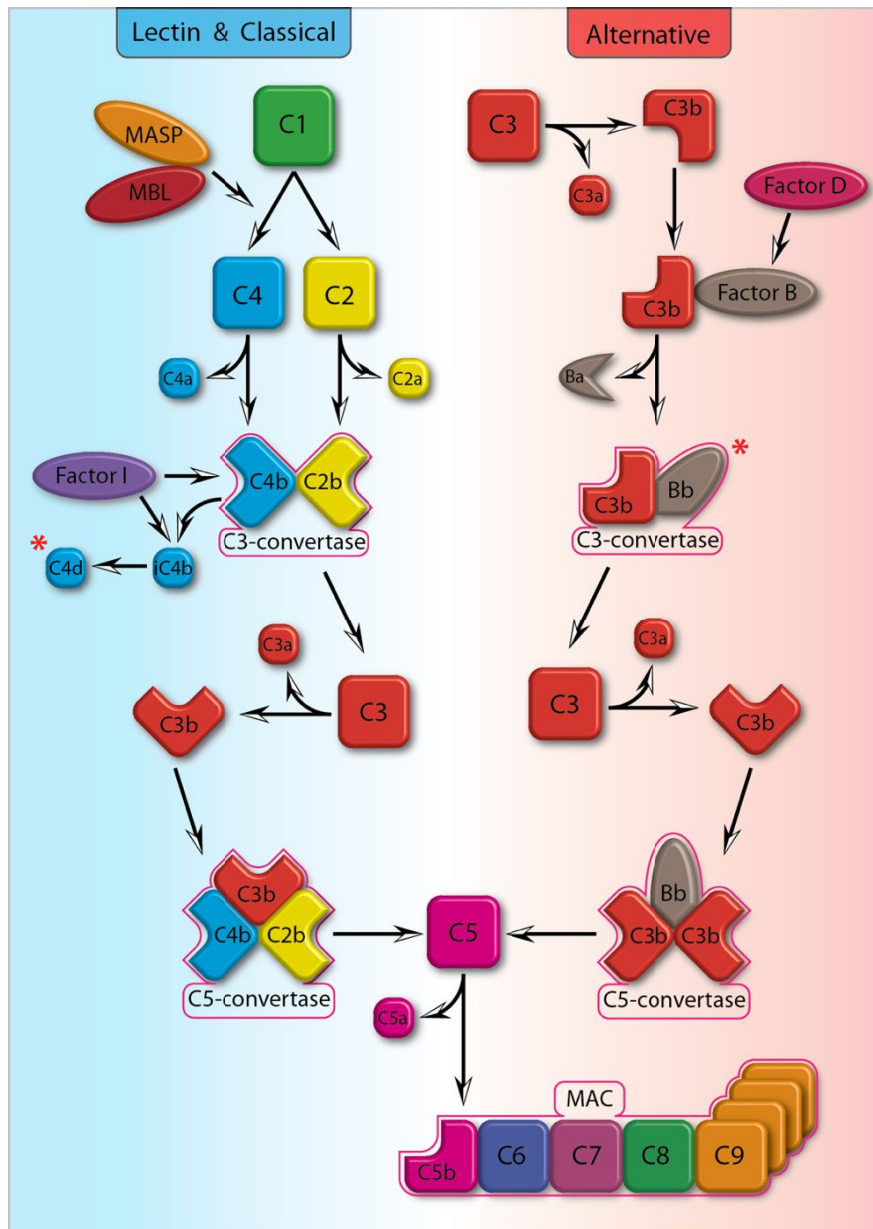 Lectin & Classical
Alternative
MASP
MBL
C1
C3
C3b
C3a
Factor D
C4
C2
C3b
Factor B
C4a
C2a
Ba
Factor I
C4b
C2b
C3-convertase
*
C3b
Bb
C3-convertase
*
C4d
iC4b
C3a
C3
C3b
C3a
C3
C3b
C3b
C4b
C2b
C5-convertase
C5
C5a
Bb
C3b
C3b
C5-convertase
MAC
C5b
C6
C7
C8
C9